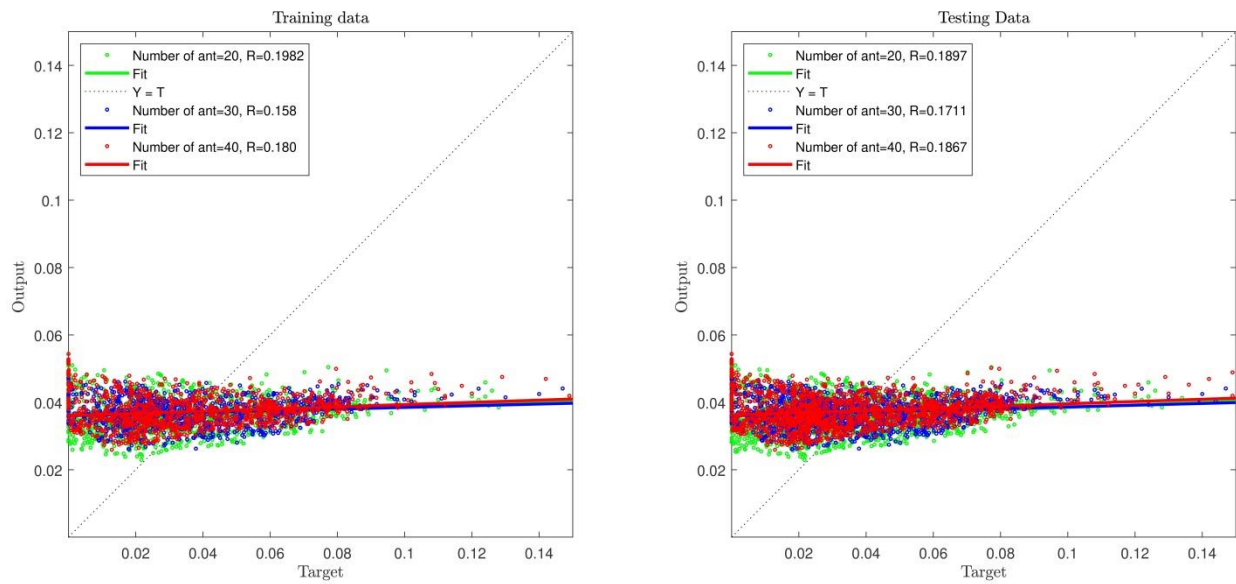 Training data
Number of ant=20, R=0.1982
Fit
Y = T
Number of ant=30, R=0.158
Fit
Number of ant=40, R=0.180
Fit
0.14
0.12
0.1
0.08
0.06
0.04
0.02
Output
0.02 0.04 0.06 0.08 0.1 0.12 0.14
Target
Testing Data
Number of ant=20, R=0.1897
Fit
Y = T
Number of ant=30, R=0.1711
Fit
Number of ant=40, R=0.1867
Fit
0.14
0.12
0.1
0.08
0.06
0.04
0.02
Output
0.02 0.04 0.06 0.08 0.1 0.12 0.14
Target